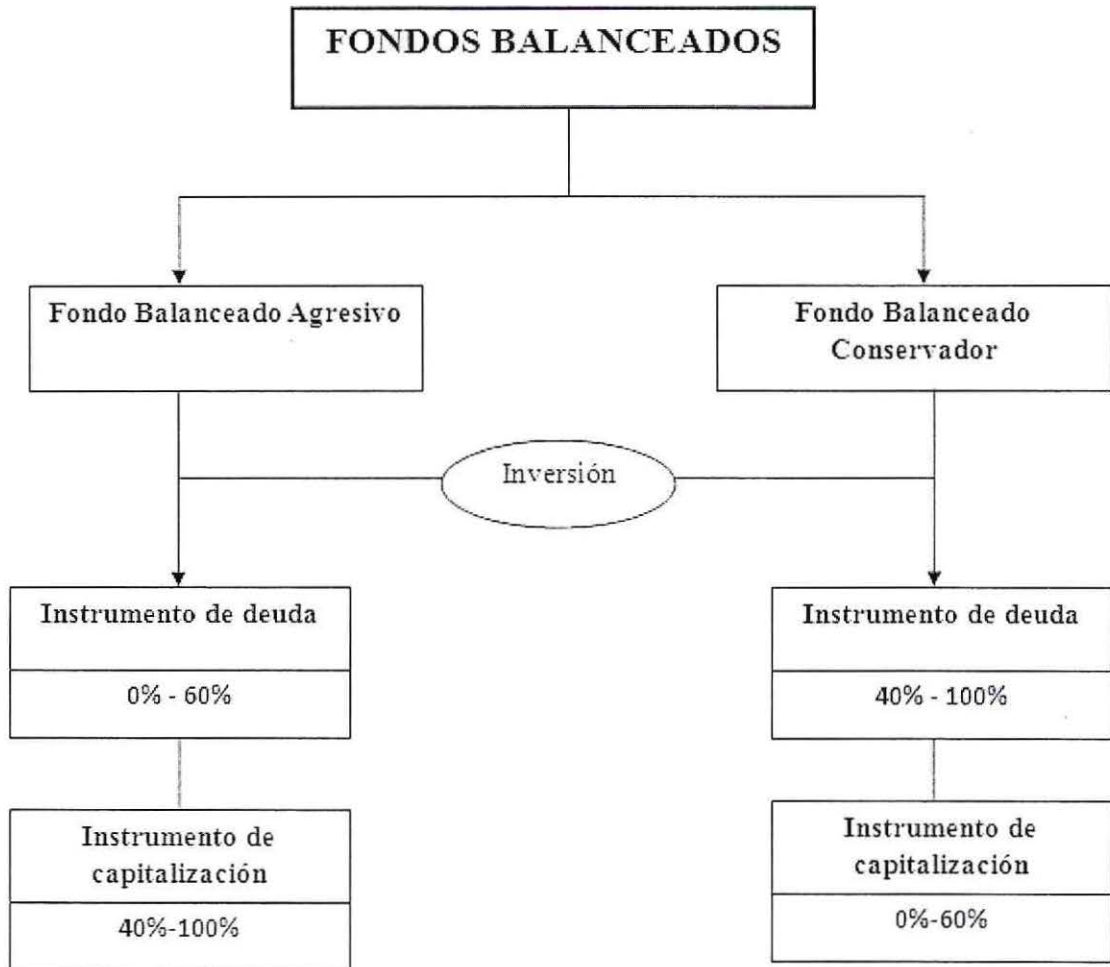 FONDOS BALANCEADOS
Fondo Balanceado Agresivo
Fondo Balanceado
Conservador
Inversión
Instrumento de deuda
0% - 60%
Instrumento de
capitalización
40%-100%
Instrumento de deuda
40% - 100%
Instrumento de
capitalización
0%-60%